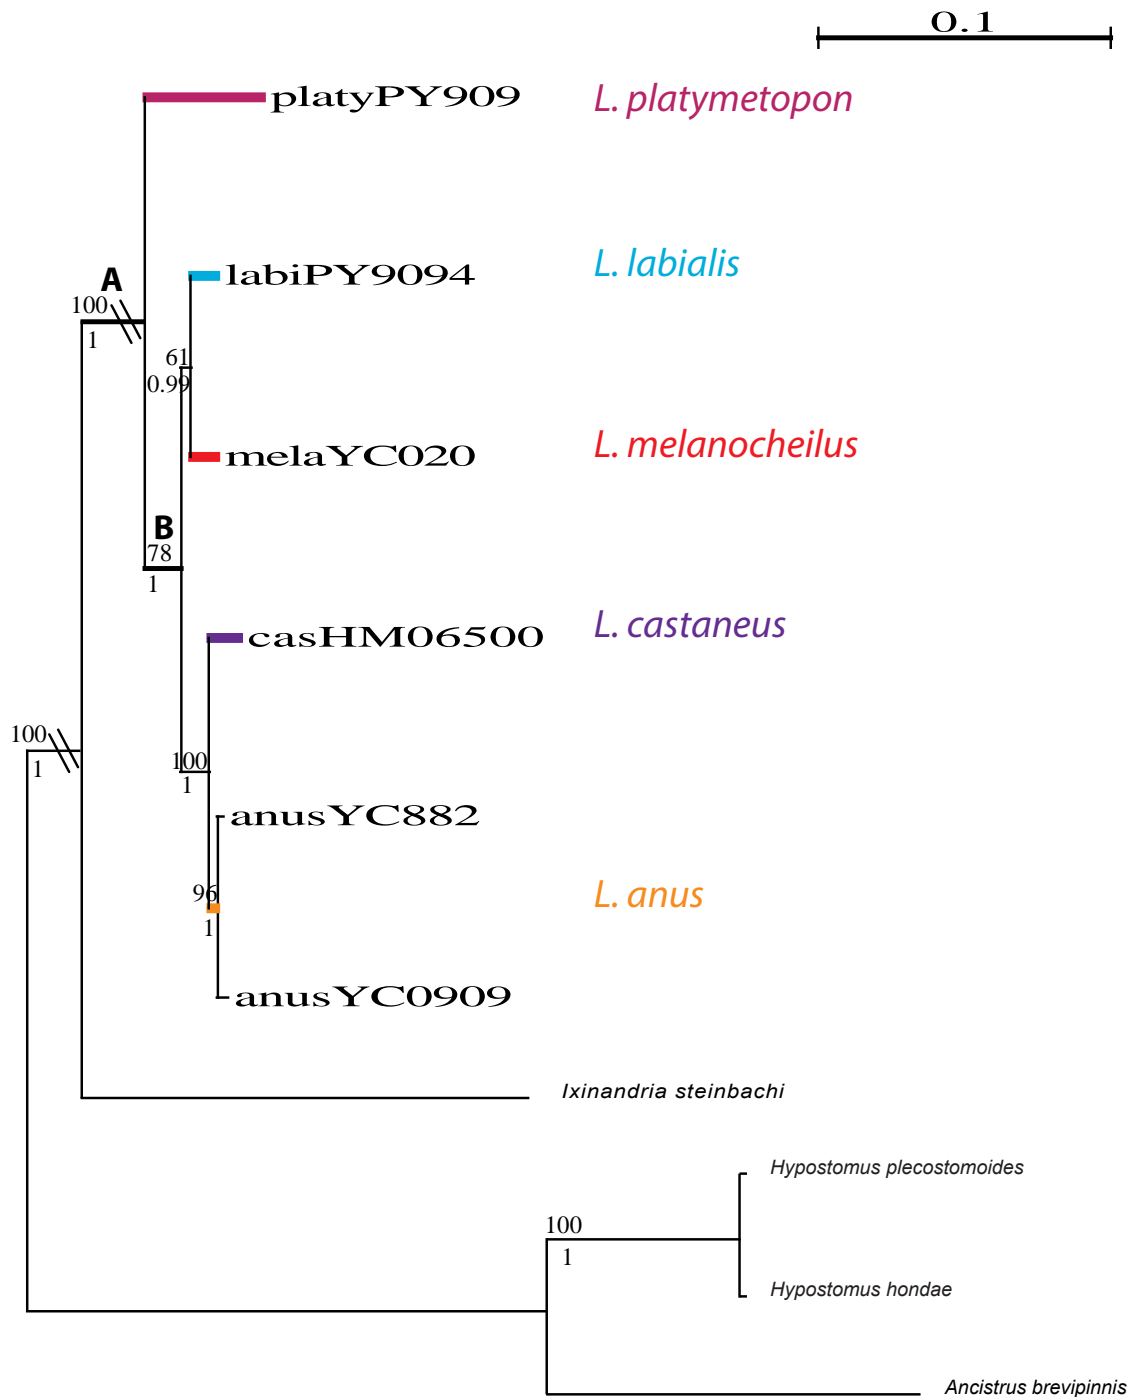 0.1
platyPY909
L. platymetopon
labiPY9094
L. labialis
A
100
1
61
0.99
melaYC020
L. melanocheilus
B
78
1
casHM06500
L. castaneus
100
1
100
1
anusYC882
96
1
L. anus
anusYC0909
Ixinandria steinbachi
Hypostomus plecostomoides
100
1
Hypostomus hondae
Ancistrus brevipinnis